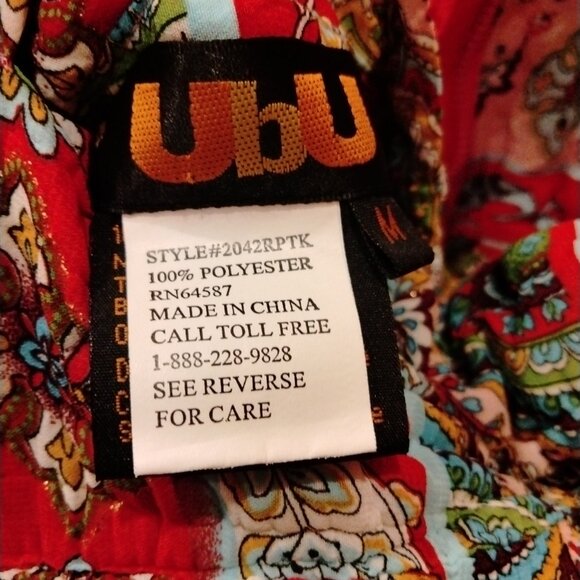 UbU
M
STYLE#2042RPTK
100% POLYESTER
RN64587
MADE IN CHINA
CALL TOLL FREE
1-888-228-9828
SEE REVERSE
FOR CARE